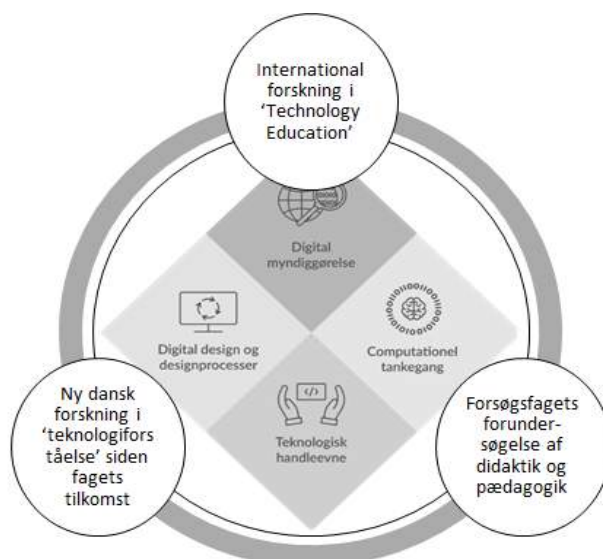 International
forskning i
‘Technology
Education’
Digital
myndiggørelse
Digital design og
designprocesser
Computationel
tankegang
Teknologisk
handleevne
Ny dansk
forskning i
‘teknologifors
tåelse’ siden
fagets
tilkomst
Forsøgsfagets
forunder-
søgelse af
didaktik og
pædagogik